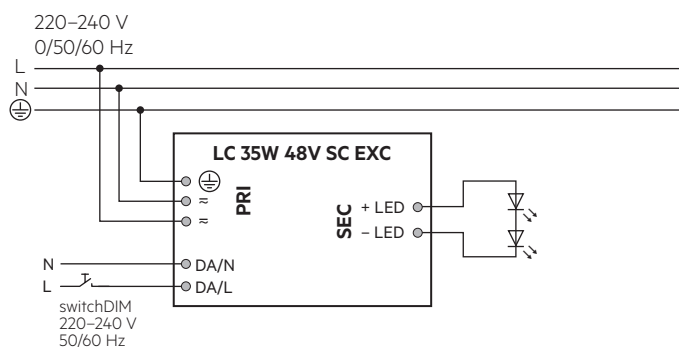 220–240 V
0/50/60 Hz
L
N
LC 35W 48V SC EXC
PRI
≂
≂
SEC
+ LED
– LED
N
DA/N
L
DA/L
switchDIM
220–240 V
50/60 Hz